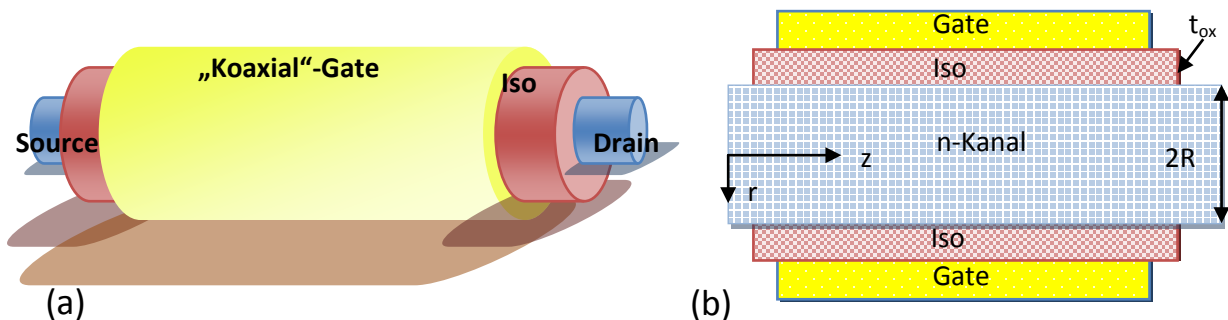 „Koaxial“-Gate
Iso
Source
Drain
(a)
Gate
t_ox
Iso
n-Kanal
z
2R
r
Iso
Gate
(b)